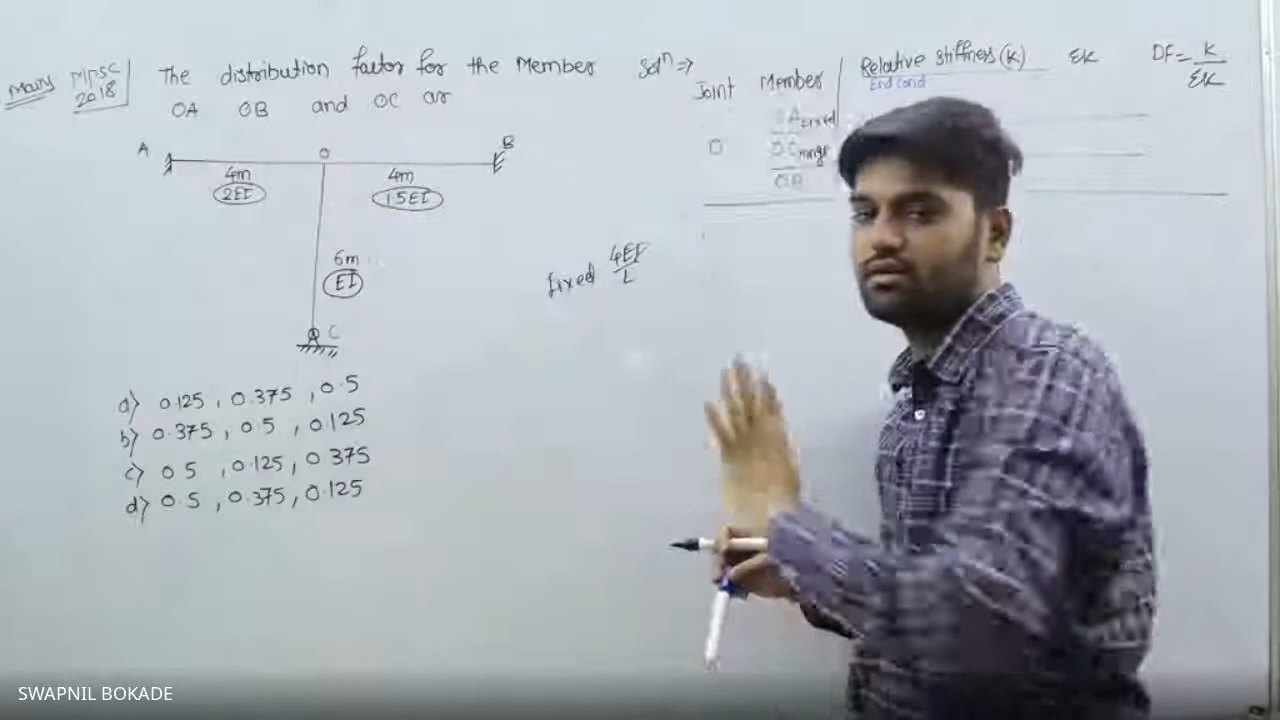 Mains MPSC 2018
The distribution factor for the Member
OA OB and OC are
A
O
B
4m
2EI
4m
1.5EI
6m
EI
C
a) 0.125, 0.375, 0.5
b) 0.375, 0.5, 0.125
c) 0.5, 0.125, 0.375
d) 0.5, 0.375, 0.125
Solⁿ ⇒
Joint Member Relative stiffness (k) Σk DF = k/Σk
End Cond
OA fixed
O OC hinge
OB
fixed 4EI/L
SWAPNIL BOKADE